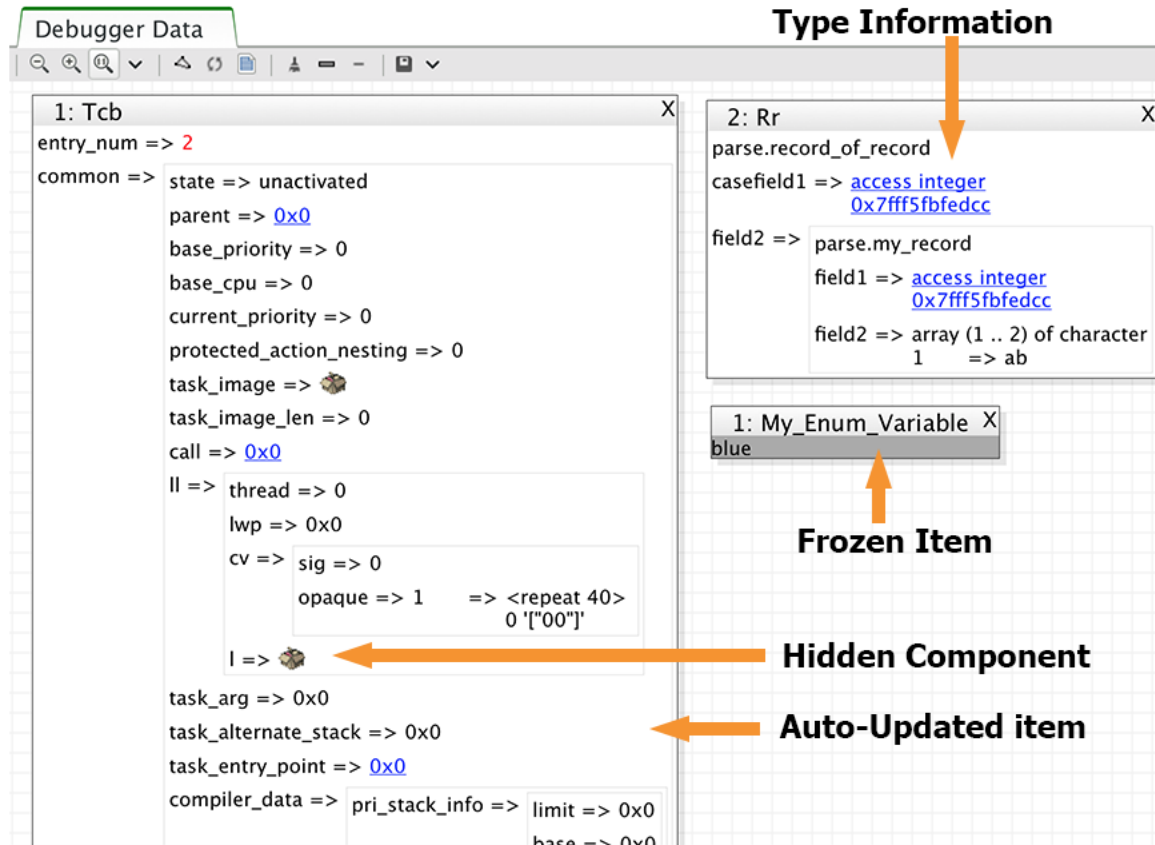 Debugger Data
Type Information
1: Tcb X
entry_num => 2
common => state => unactivated
parent => 0x0
base_priority => 0
base_cpu => 0
current_priority => 0
protected_action_nesting => 0
task_image =>
task_image_len => 0
call => 0x0
ll => thread => 0
lwp => 0x0
cv => sig => 0
opaque => 1 => <repeat 40>
0 '["00"]'
l =>
task_arg => 0x0
task_alternate_stack => 0x0
task_entry_point => 0x0
compiler_data => pri_stack_info => limit => 0x0
base => 0x0
2: Rr X
parse.record_of_record
casefield1 => access integer
0x7fff5fbfedcc
field2 => parse.my_record
field1 => access integer
0x7fff5fbfedcc
field2 => array (1 .. 2) of character
1 => ab
1: My_Enum_Variable X
blue
Frozen Item
Hidden Component
Auto-Updated item